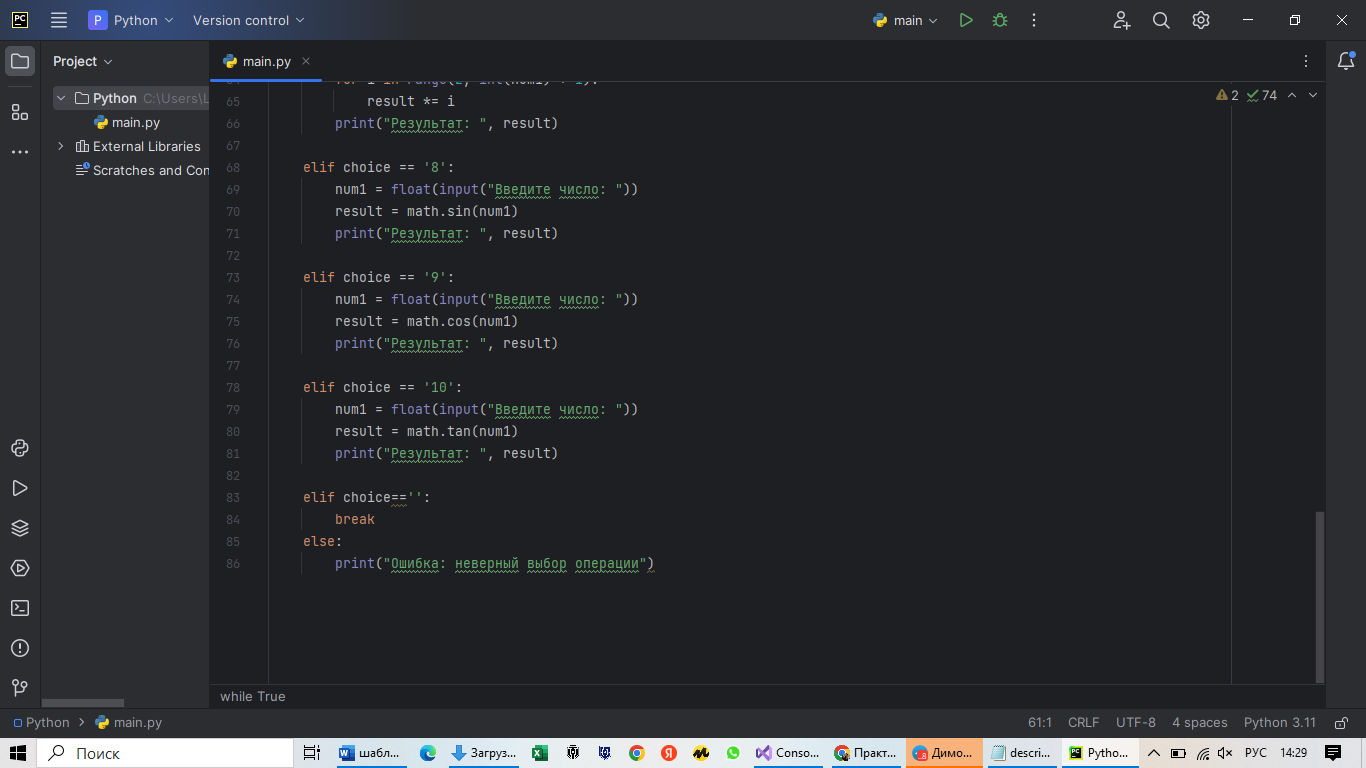 PC P Python Version control main
Project main.py
Python C:\Users\L
main.py
External Libraries
Scratches and Con
2 74
65 result *= i
66 print("Результат: ", result)
67
68 elif choice == '8':
69 num1 = float(input("Введите число: "))
70 result = math.sin(num1)
71 print("Результат: ", result)
72
73 elif choice == '9':
74 num1 = float(input("Введите число: "))
75 result = math.cos(num1)
76 print("Результат: ", result)
77
78 elif choice == '10':
79 num1 = float(input("Введите число: "))
80 result = math.tan(num1)
81 print("Результат: ", result)
82
83 elif choice=='':
84 break
85 else:
86 print("Ошибка: неверный выбор операции")
while True
Python main.py 61:1 CRLF UTF-8 4 spaces Python 3.11
Поиск шабл... Загруз... Conso... Практ... Димо... descri... Pytho... РУС 14:29